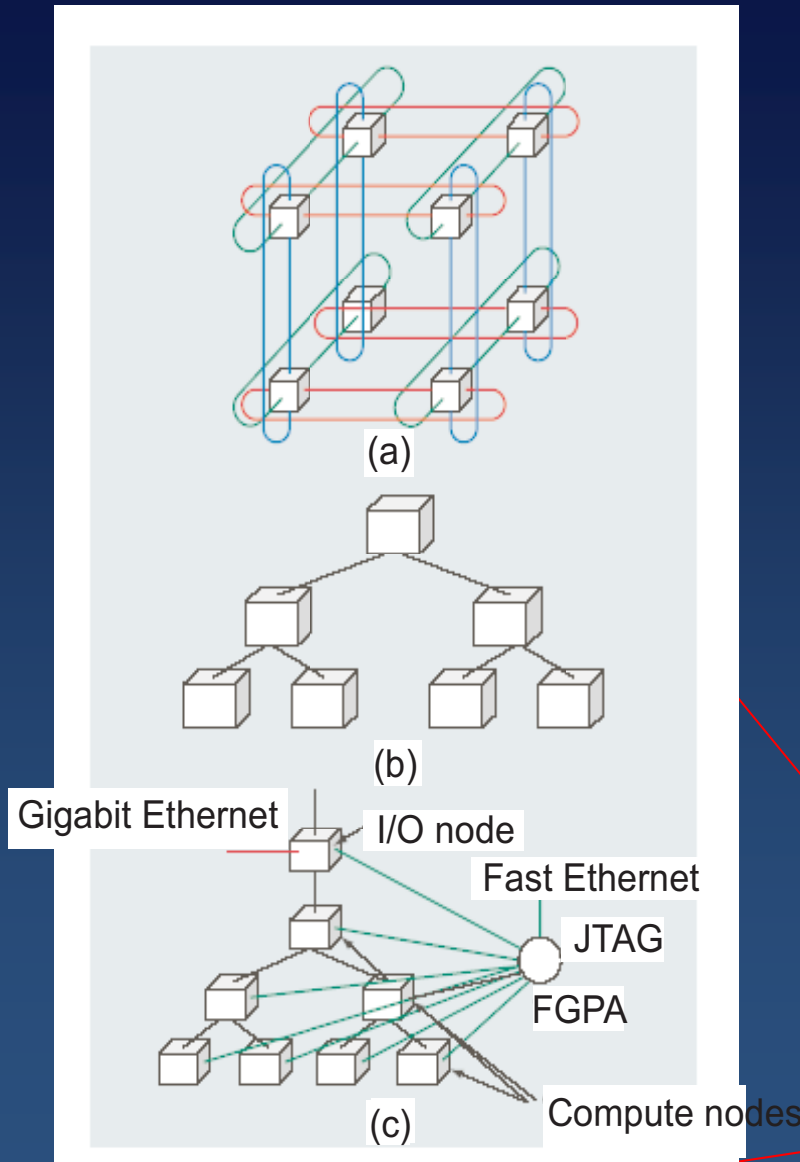 (a)
(b)
Gigabit Ethernet
I/O node
Fast Ethernet
JTAG
FGPA
Compute nodes
(c)